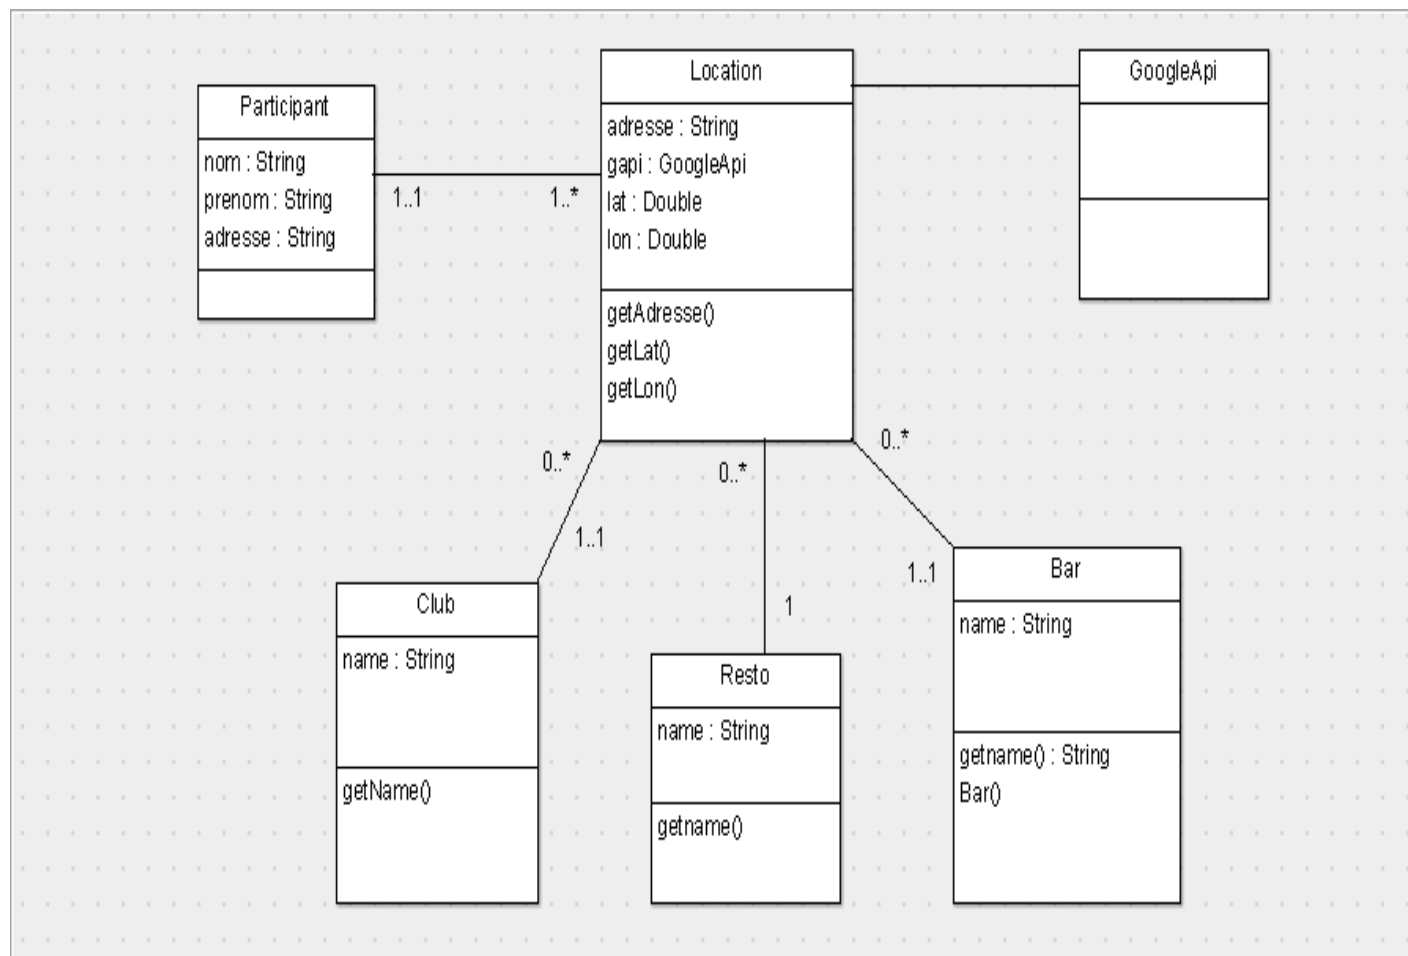 Participant
nom : String
prenom : String
adresse : String
1..1
1..*
Location
adresse : String
gapi : GoogleApi
lat : Double
lon : Double
getAdresse()
getLat()
getLon()
GoogleApi
0..*
1..1
0..*
1
0..*
1..1
Club
name : String
getName()
Resto
name : String
getname()
Bar
name : String
getname() : String
Bar()